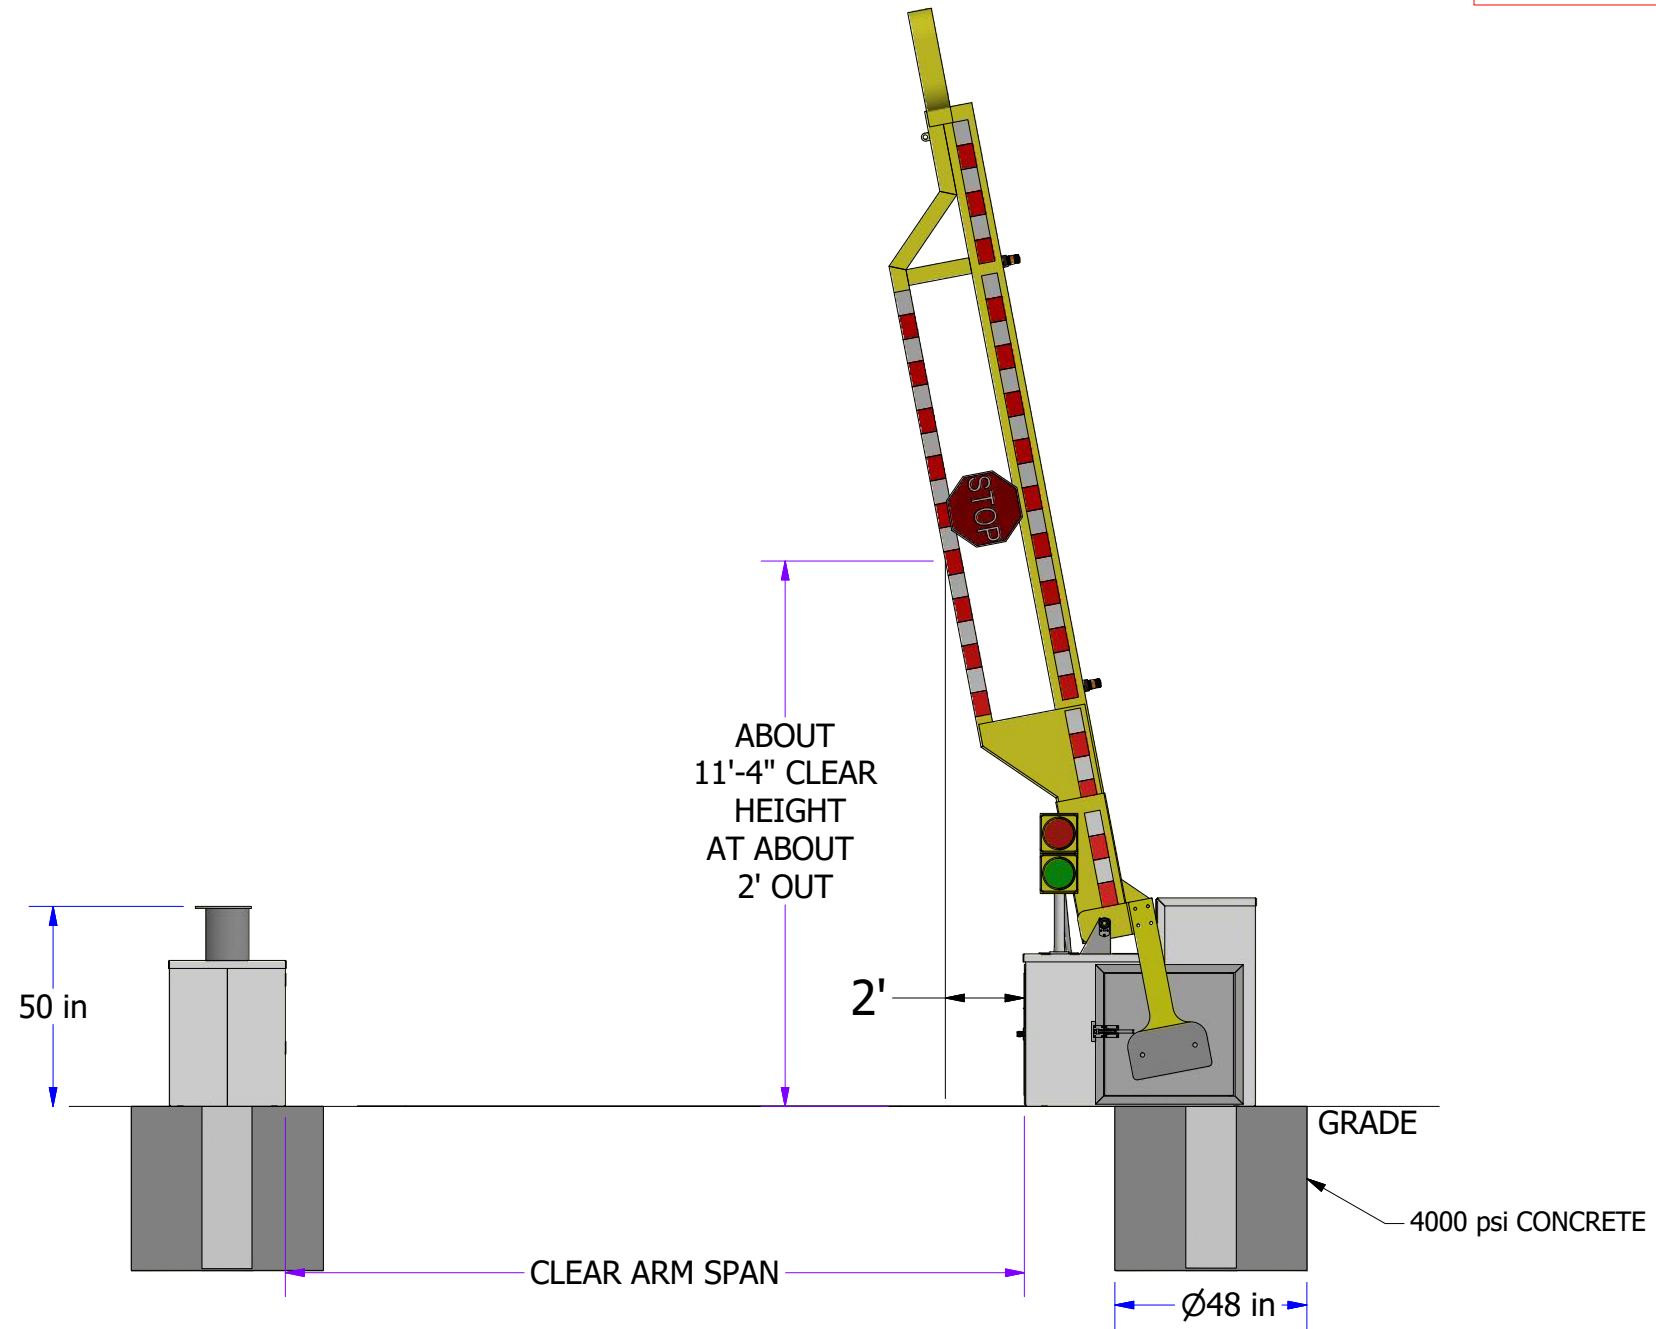 STOP
ABOUT
11'-4" CLEAR
HEIGHT
AT ABOUT
2' OUT
2'
50 in
GRADE
4000 psi CONCRETE
CLEAR ARM SPAN
Ø48 in